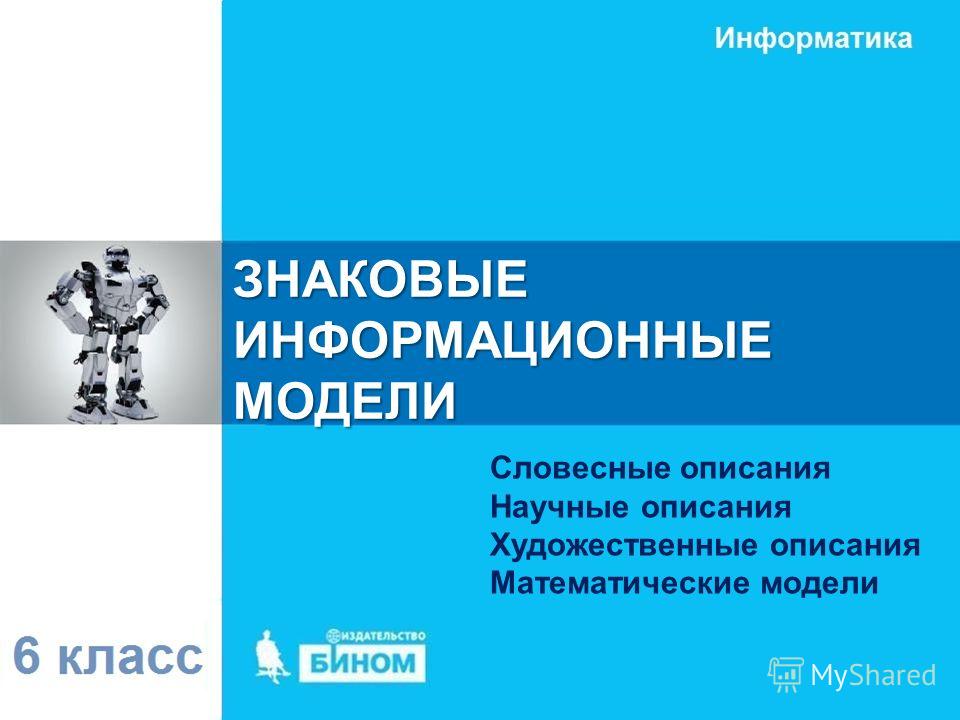 Информатика
ЗНАКОВЫЕ
ИНФОРМАЦИОННЫЕ
МОДЕЛИ
Словесные описания
Научные описания
Художественные описания
Математические модели
6 класс
ИЗДАТЕЛЬСТВО
БИНОМ
MyShared